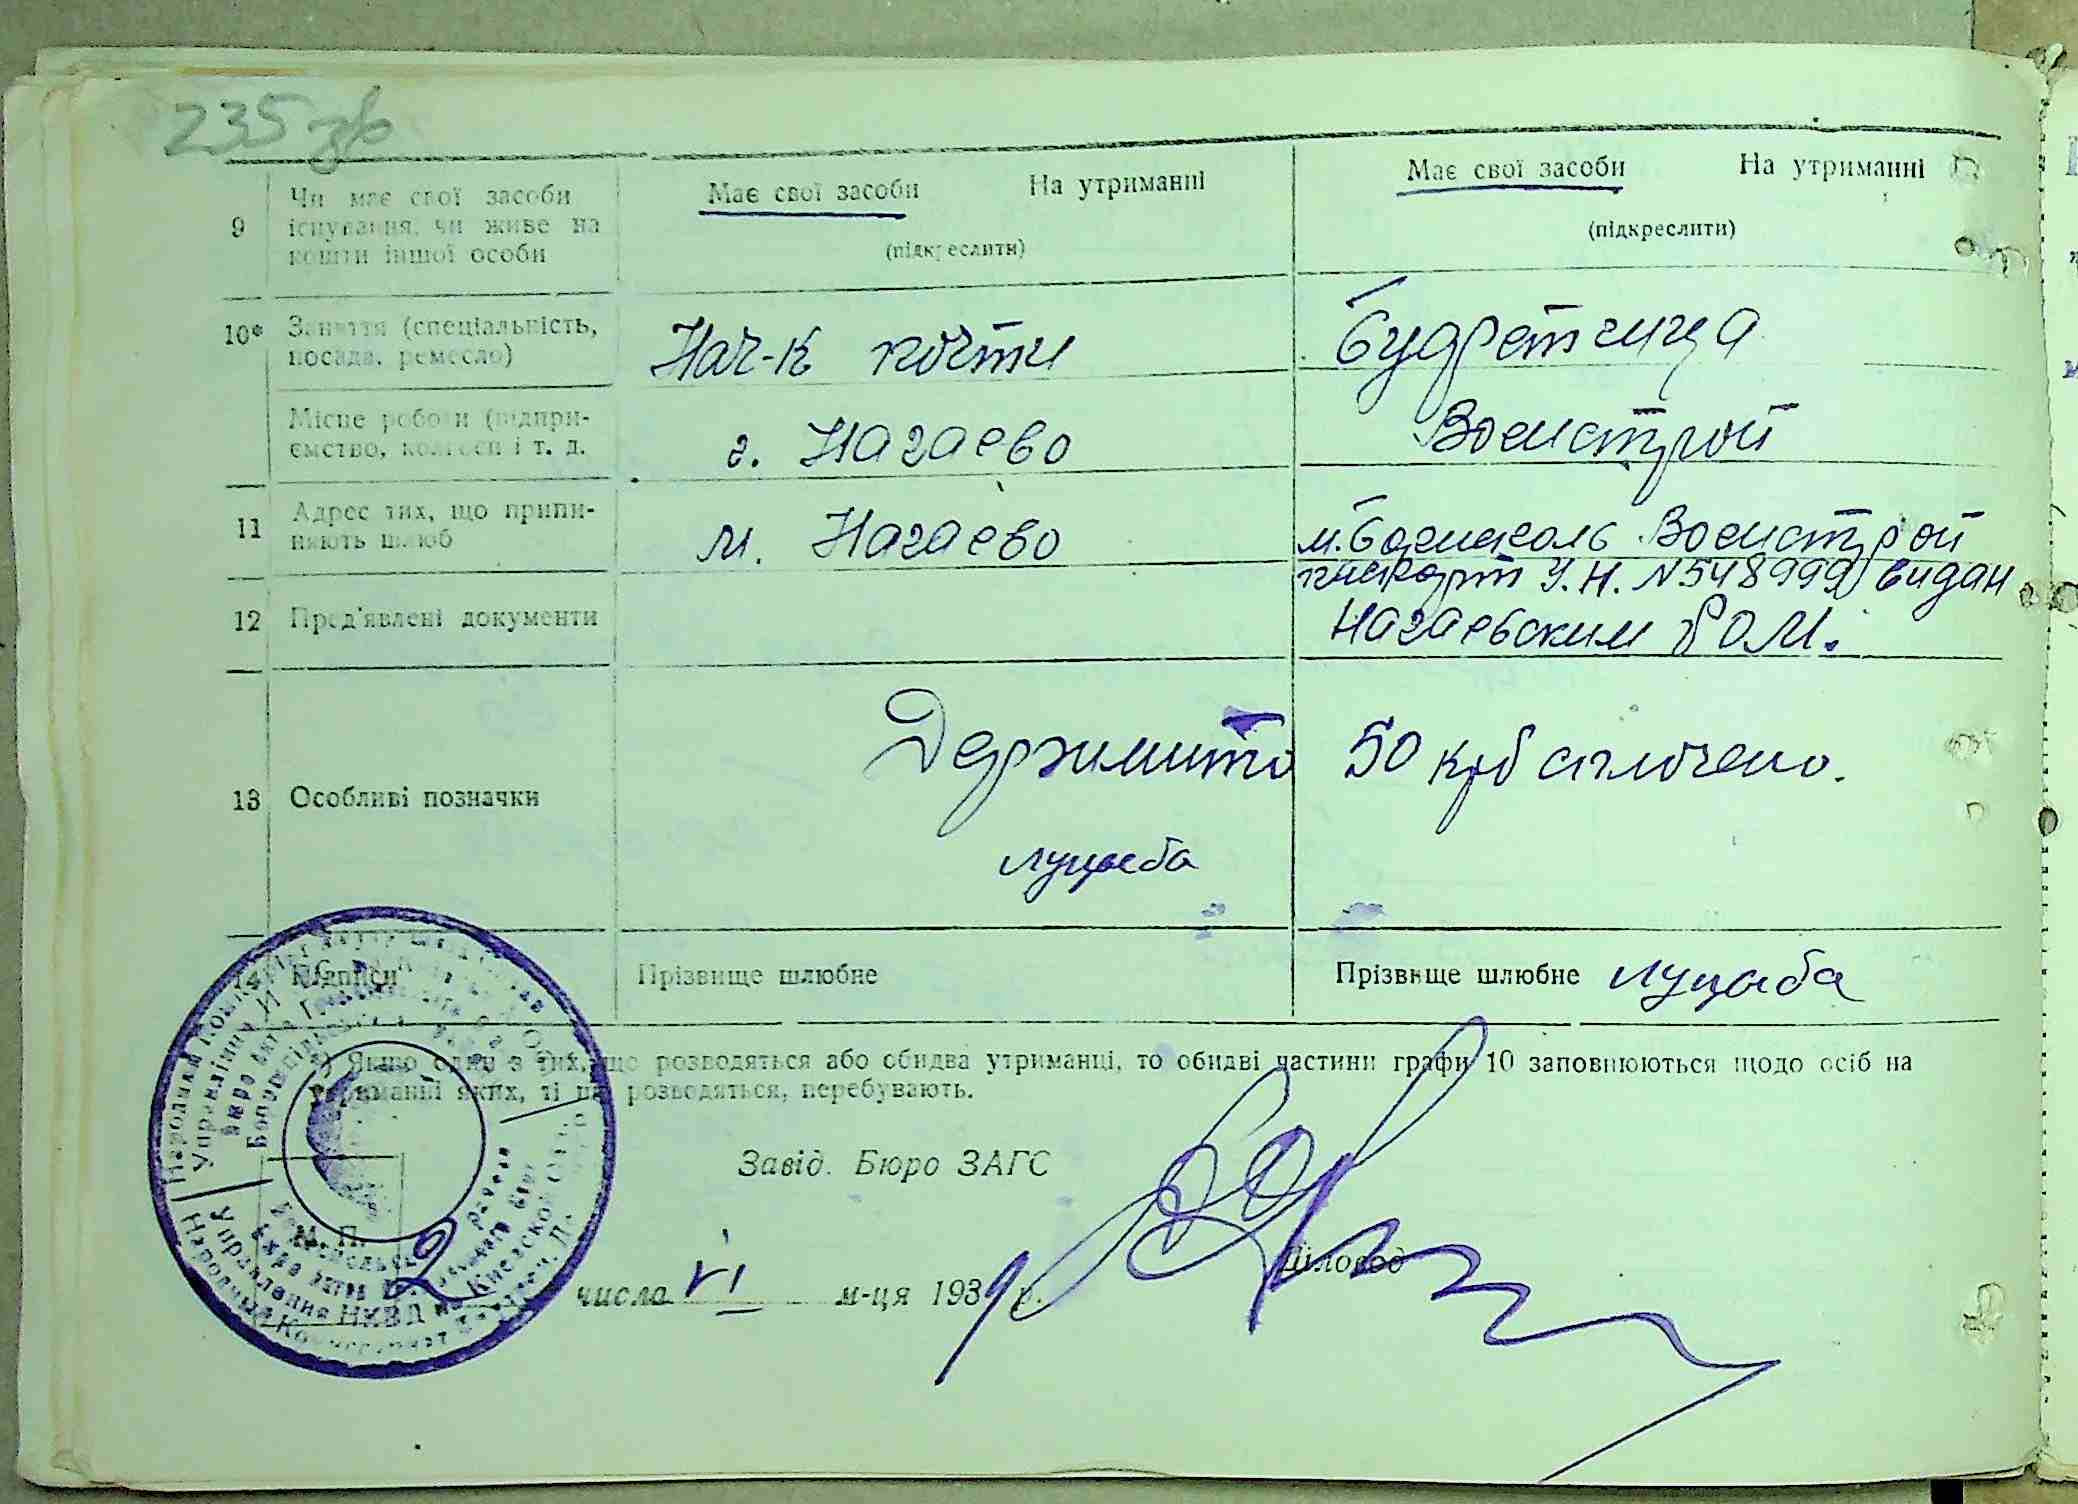 235 зв
9 Чи має свої засоби існування, чи живе на кошти іншої особи
Має свої засоби На утриманні
(підкреслити)
Має свої засоби На утриманні
(підкреслити)
10* Заняття (спеціальність, посада, ремесло)
Нач-к почти
Буфетчица
Місце роботи (підприємство, колгосп і т. д.
г. Нагаево
Военстрой
11 Адрес тих, що припиняють шлюб
м. Нагаево
м. Бориспіль Военстрой
12 Пред'явлені документи
паспорт У.Н. №548999 видан
Нагаевским РОМ.
13 Особливі позначки
Держмито 50 крб сплочено.
14 Підписи
Прізвище шлюбне
Прізвище шлюбне
*) Якщо один з тих, що розводяться або обидва утриманці, то обидві частини графи 10 заповнюються щодо осіб на
утриманні яких, ті що розводяться, перебувають.
Завід. Бюро ЗАГС
Діловод
М. П.
2 числа VI м-ця 1939 р.